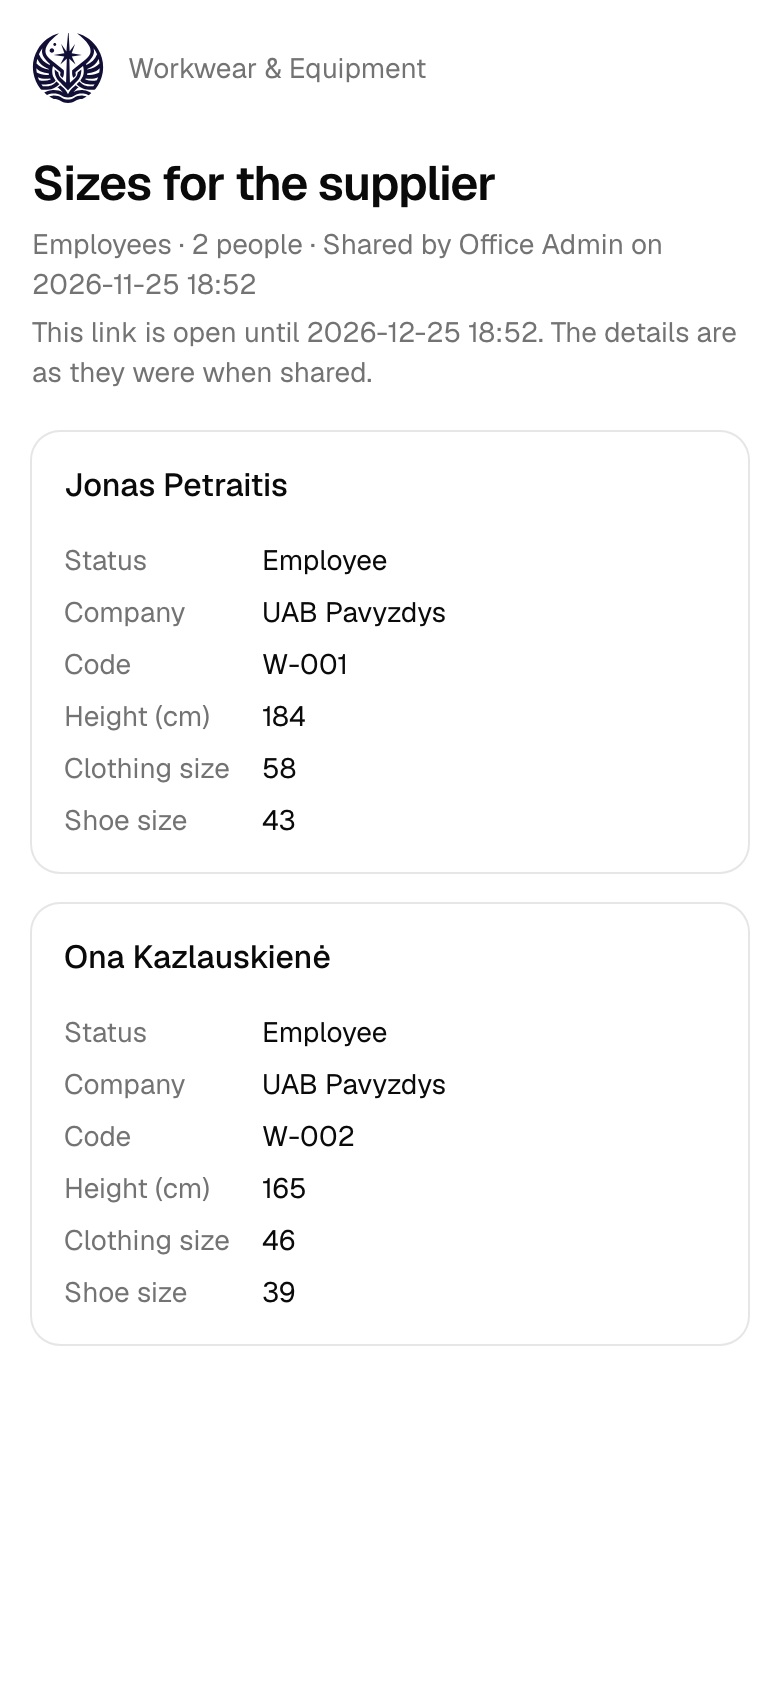 Workwear & Equipment
Sizes for the supplier
Employees · 2 people · Shared by Office Admin on
2026-11-25 18:52
This link is open until 2026-12-25 18:52. The details are
as they were when shared.
Jonas Petraitis
Status Employee
Company UAB Pavyzdys
Code W-001
Height (cm) 184
Clothing size 58
Shoe size 43
Ona Kazlauskienė
Status Employee
Company UAB Pavyzdys
Code W-002
Height (cm) 165
Clothing size 46
Shoe size 39